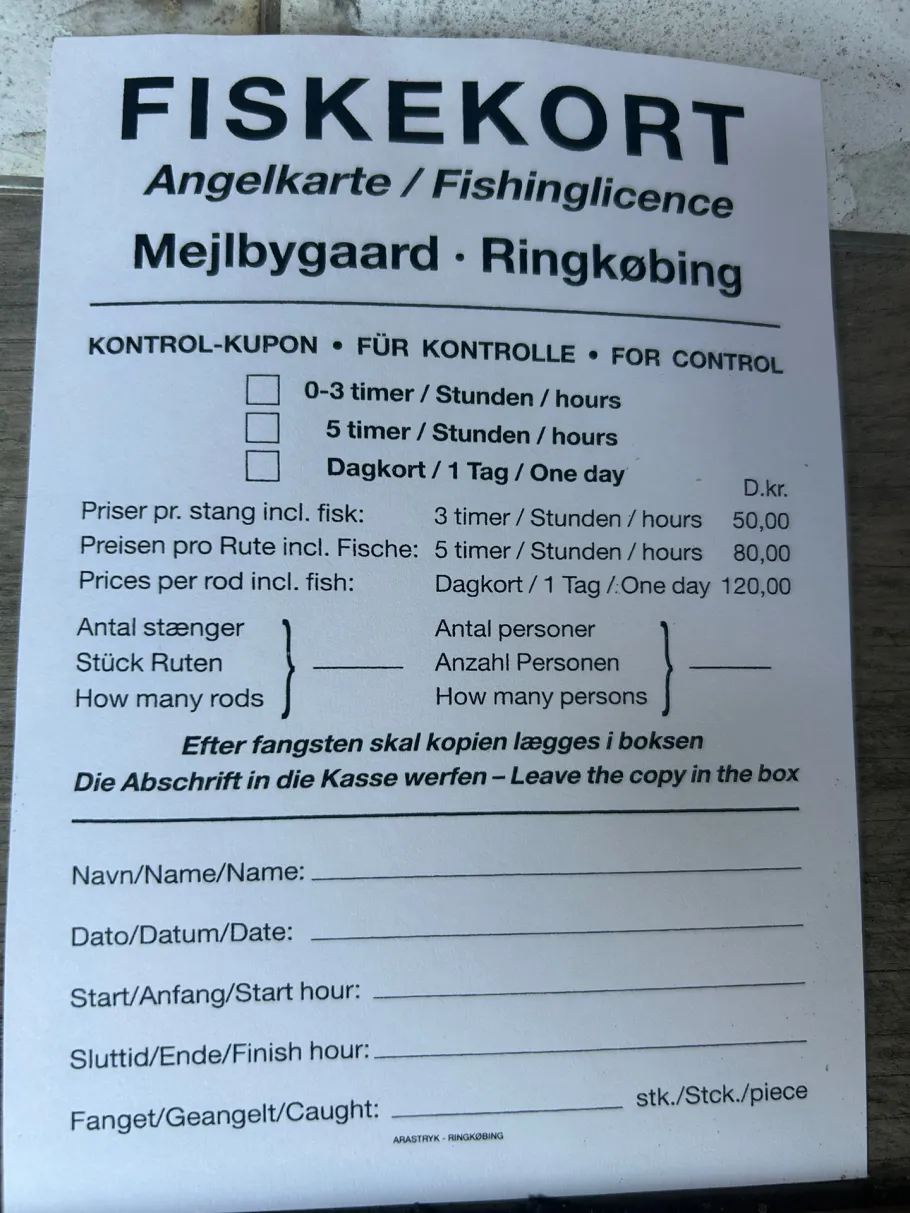 FISKEKORT
Angelkarte / Fishinglicence
Mejlbygaard · Ringkøbing
KONTROL-KUPON • FÜR KONTROLLE • FOR CONTROL
0-3 timer / Stunden / hours
5 timer / Stunden / hours
Dagkort / 1 Tag / One day
D.kr.
Priser pr. stang incl. fisk: 3 timer / Stunden / hours 50,00
Preisen pro Rute incl. Fische: 5 timer / Stunden / hours 80,00
Prices per rod incl. fish: Dagkort / 1 Tag / One day 120,00
Antal stænger Antal personer
Stück Ruten Anzahl Personen
How many rods How many persons
Efter fangsten skal kopien lægges i boksen
Die Abschrift in die Kasse werfen – Leave the copy in the box
Navn/Name/Name:
Dato/Datum/Date:
Start/Anfang/Start hour:
Sluttid/Ende/Finish hour:
Fanget/Geangelt/Caught: stk./Stck./piece
ARASTRYK - RINGKØBING